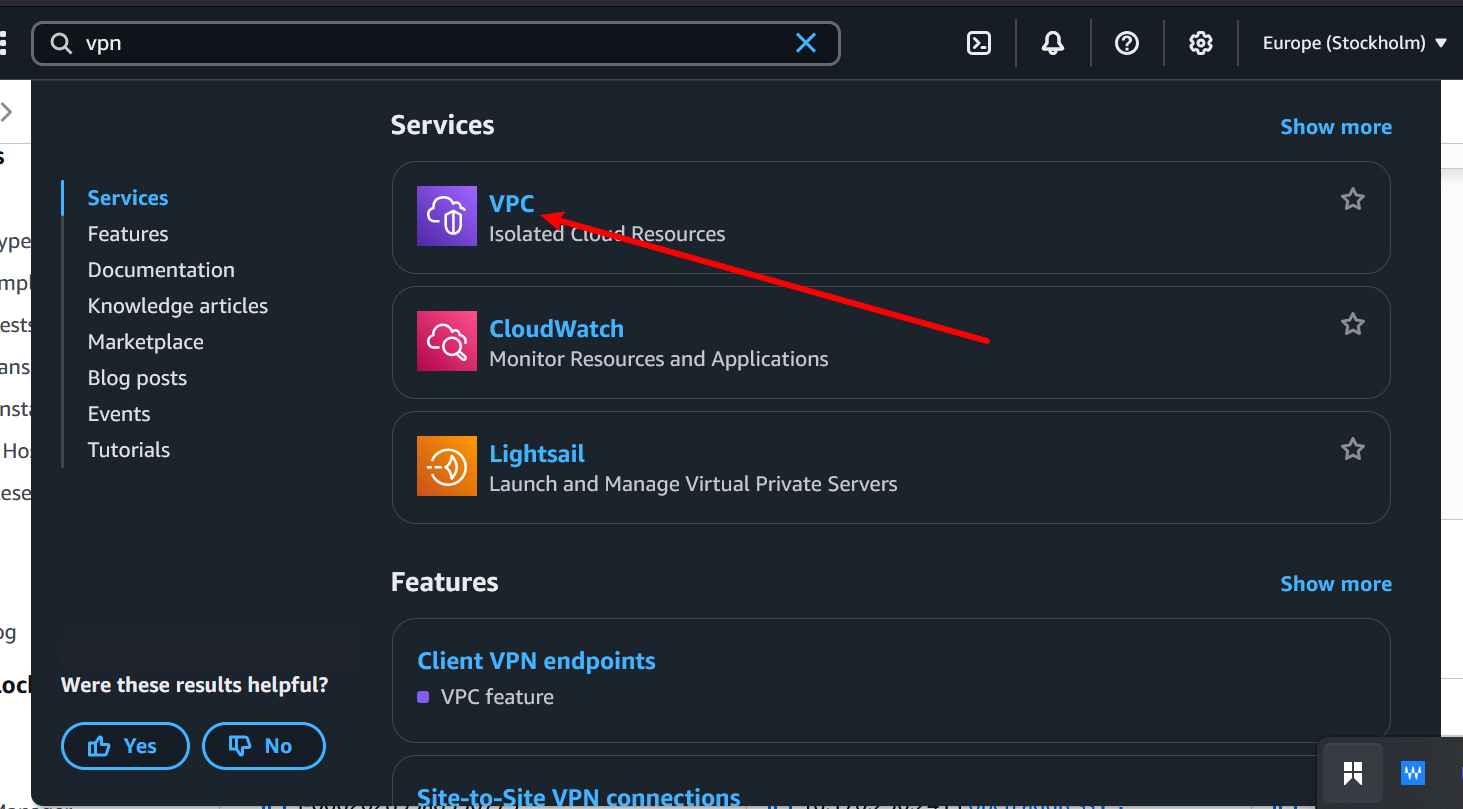 vpn
Europe (Stockholm)
Services
Show more
Services
Features
Documentation
Knowledge articles
Marketplace
Blog posts
Events
Tutorials
VPC
Isolated Cloud Resources
CloudWatch
Monitor Resources and Applications
Lightsail
Launch and Manage Virtual Private Servers
Features
Show more
Client VPN endpoints
VPC feature
Site-to-Site VPN connections
Were these results helpful?
Yes
No